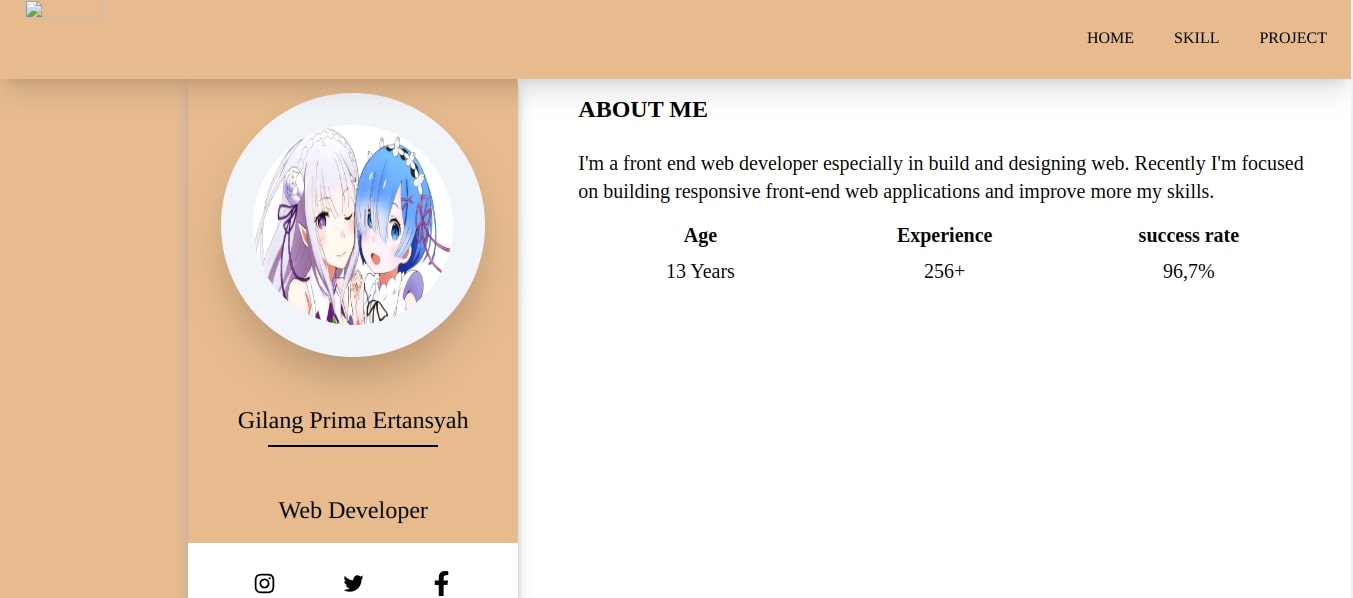 HOME SKILL PROJECT
ABOUT ME
I'm a front end web developer especially in build and designing web. Recently I'm focused
on building responsive front-end web applications and improve more my skills.
Age Experience success rate
13 Years 256+ 96,7%
Gilang Prima Ertansyah
Web Developer